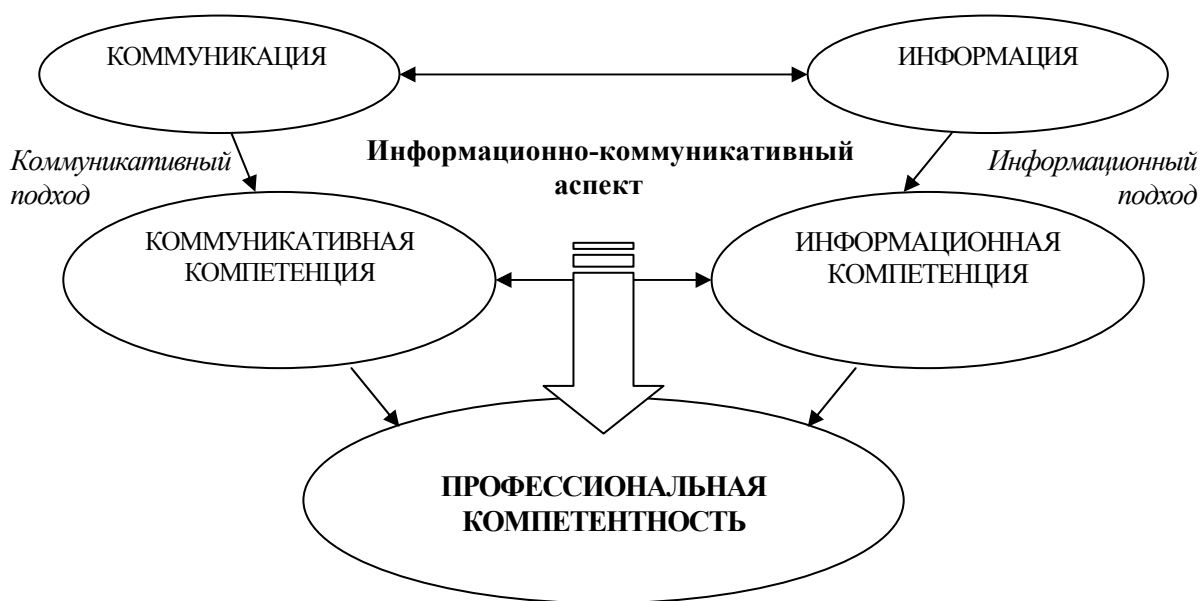 КОММУНИКАЦИЯ
ИНФОРМАЦИЯ
Коммуникативный
подход
Информационно-коммуникативный
аспект
Информационный
подход
КОММУНИКАТИВНАЯ
КОМПЕТЕНЦИЯ
ИНФОРМАЦИОННАЯ
КОМПЕТЕНЦИЯ
ПРОФЕССИОНАЛЬНАЯ
КОМПЕТЕНТНОСТЬ